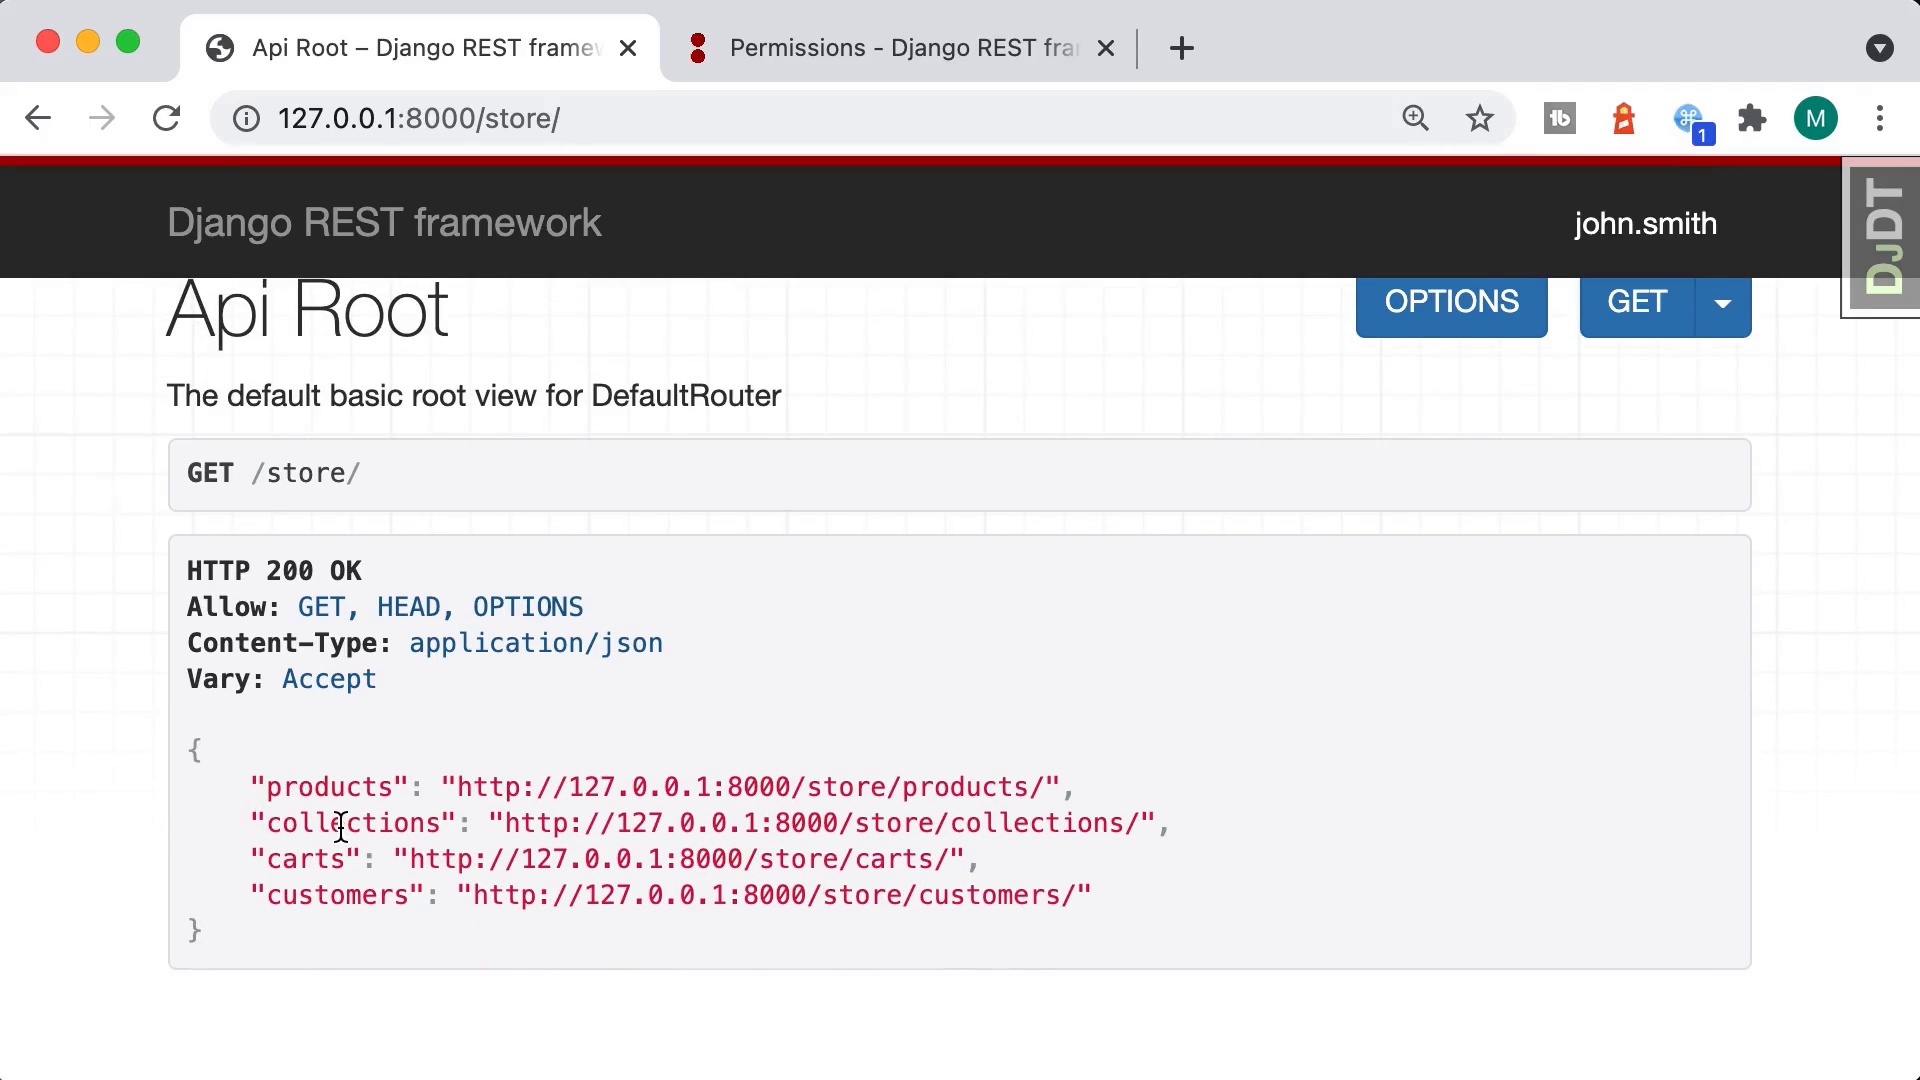 Api Root – Django REST framew
Permissions - Django REST fra
127.0.0.1:8000/store/
tb
1
M
Django REST framework
john.smith
DJDT
Api Root
OPTIONS
GET
The default basic root view for DefaultRouter
GET /store/
HTTP 200 OK
Allow: GET, HEAD, OPTIONS
Content-Type: application/json
Vary: Accept
{
"products": "http://127.0.0.1:8000/store/products/",
"collections": "http://127.0.0.1:8000/store/collections/",
"carts": "http://127.0.0.1:8000/store/carts/",
"customers": "http://127.0.0.1:8000/store/customers/"
}